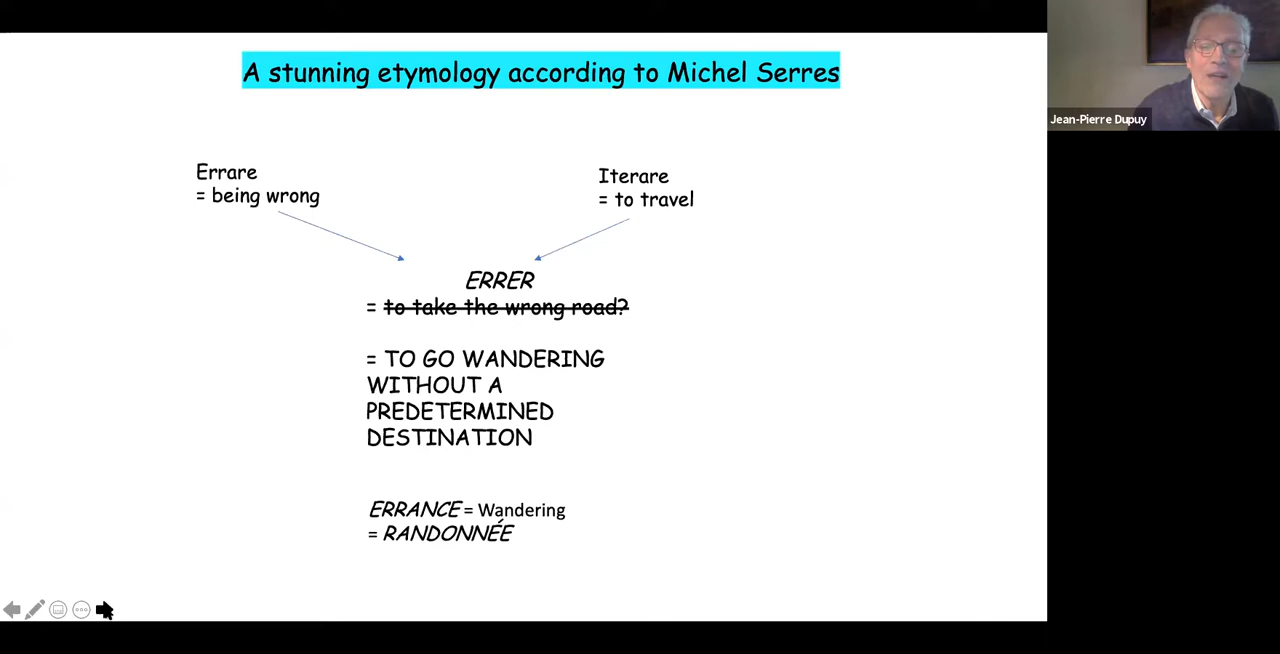 A stunning etymology according to Michel Serres
Jean-Pierre Dupuy
Errare
= being wrong
Iterare
= to travel
ERRER
= to take the wrong road?
= TO GO WANDERING
WITHOUT A
PREDETERMINED
DESTINATION
ERRANCE = Wandering
= RANDONNÉE